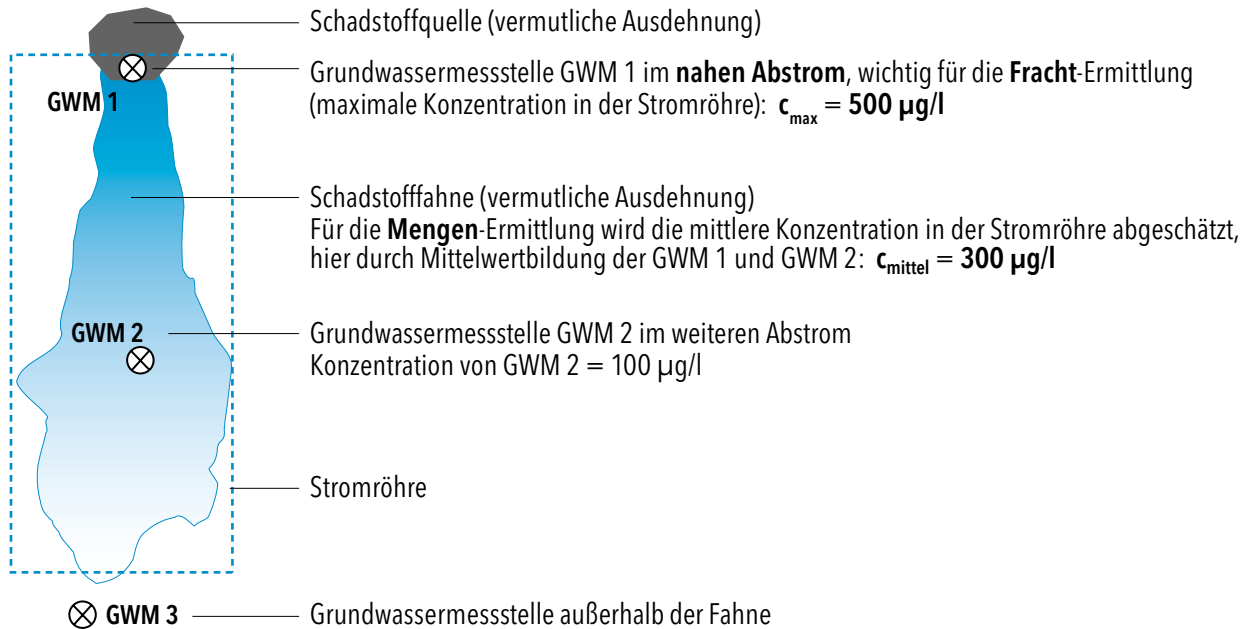 Schadstoffquelle (vermutliche Ausdehnung)
Grundwassermessstelle GWM 1 im nahen Abstrom, wichtig für die Fracht-Ermittlung
(maximale Konzentration in der Stromröhre): c_max = 500 µg/l
GWM 1
Schadstofffahne (vermutliche Ausdehnung)
Für die Mengen-Ermittlung wird die mittlere Konzentration in der Stromröhre abgeschätzt,
hier durch Mittelwertbildung der GWM 1 und GWM 2: c_mittel = 300 µg/l
GWM 2
Grundwassermessstelle GWM 2 im weiteren Abstrom
Konzentration von GWM 2 = 100 µg/l
Stromröhre
GWM 3
Grundwassermessstelle außerhalb der Fahne